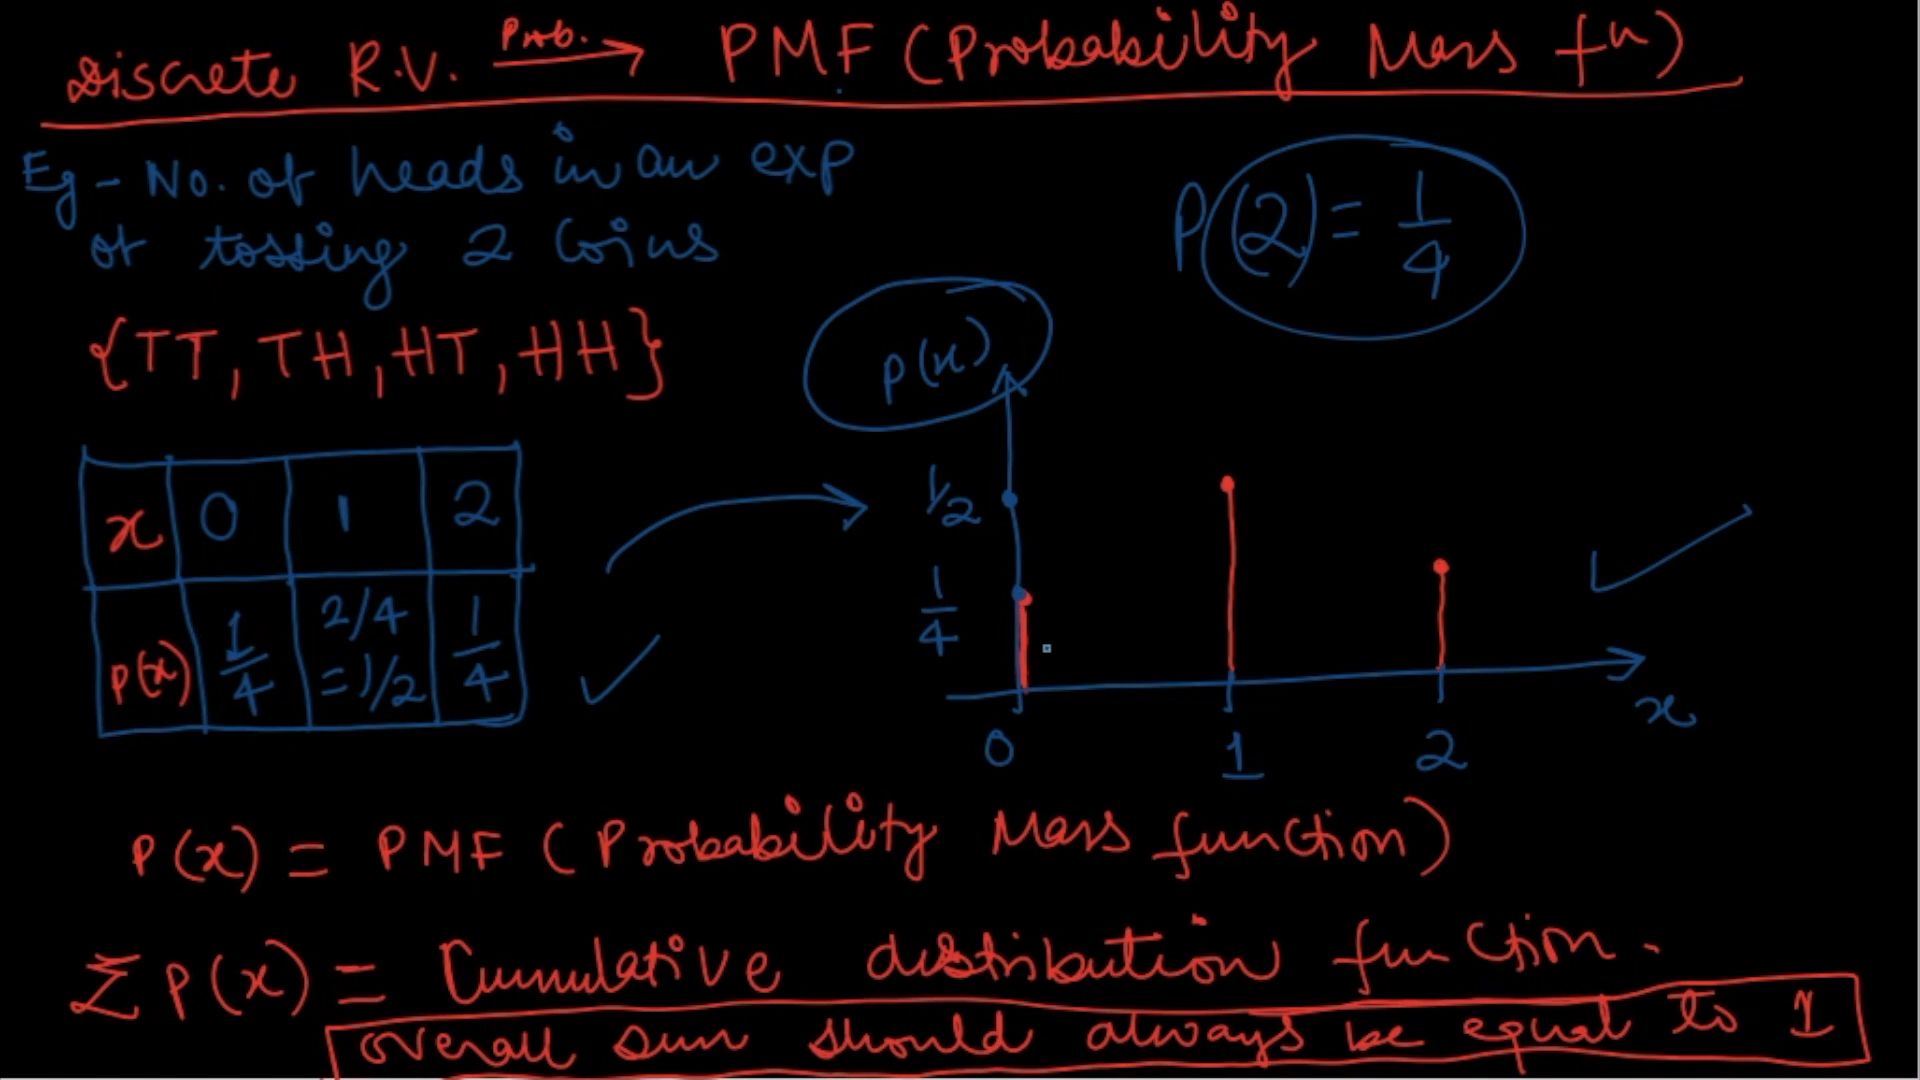 Discrete R.V. Prob. → PMF (Probability Mass fⁿ)
Eg - No. of heads in an exp
of tossing 2 Coins
P(2) = 1/4
{TT, TH, HT, HH}
p(x)
x 0 1 2
p(x) 1/4 2/4 = 1/2 1/4
1/2
1/4
0 1 2 x
P(x) = PMF (Probability Mass function)
Σ P(x) = Cumulative distribution function.
overall sum should always be equal to 1